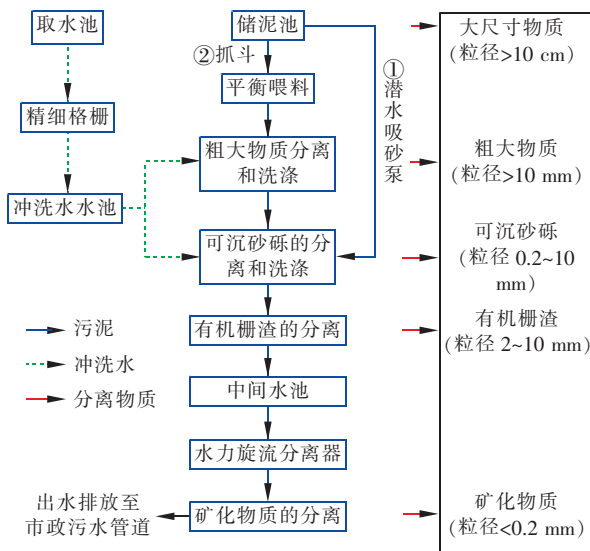 取水池
储泥池
大尺寸物质
(粒径>10 cm)
②抓斗
①潜水吸砂泵
平衡喂料
精细格栅
粗大物质分离
和洗涤
粗大物质
(粒径>10 mm)
冲洗水水池
可沉砂砾的分
离和洗涤
可沉砂砾
(粒径 0.2~10
mm)
有机栅渣的分离
有机栅渣
(粒径 2~10 mm)
污泥
冲洗水
分离物质
中间水池
水力旋流分离器
出水排放至
市政污水管道
矿化物质的分离
矿化物质
(粒径<0.2 mm)